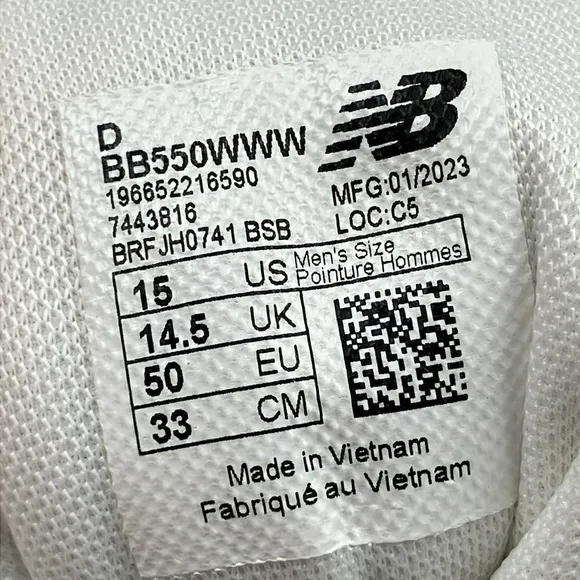 D
BB550WWW
196652216590
7443816
BRFJH0741 BSB
NB
MFG:01/2023
LOC:C5
15 US Men's Size
Pointure Hommes
14.5 UK
50 EU
33 CM
Made in Vietnam
Fabriqué au Vietnam